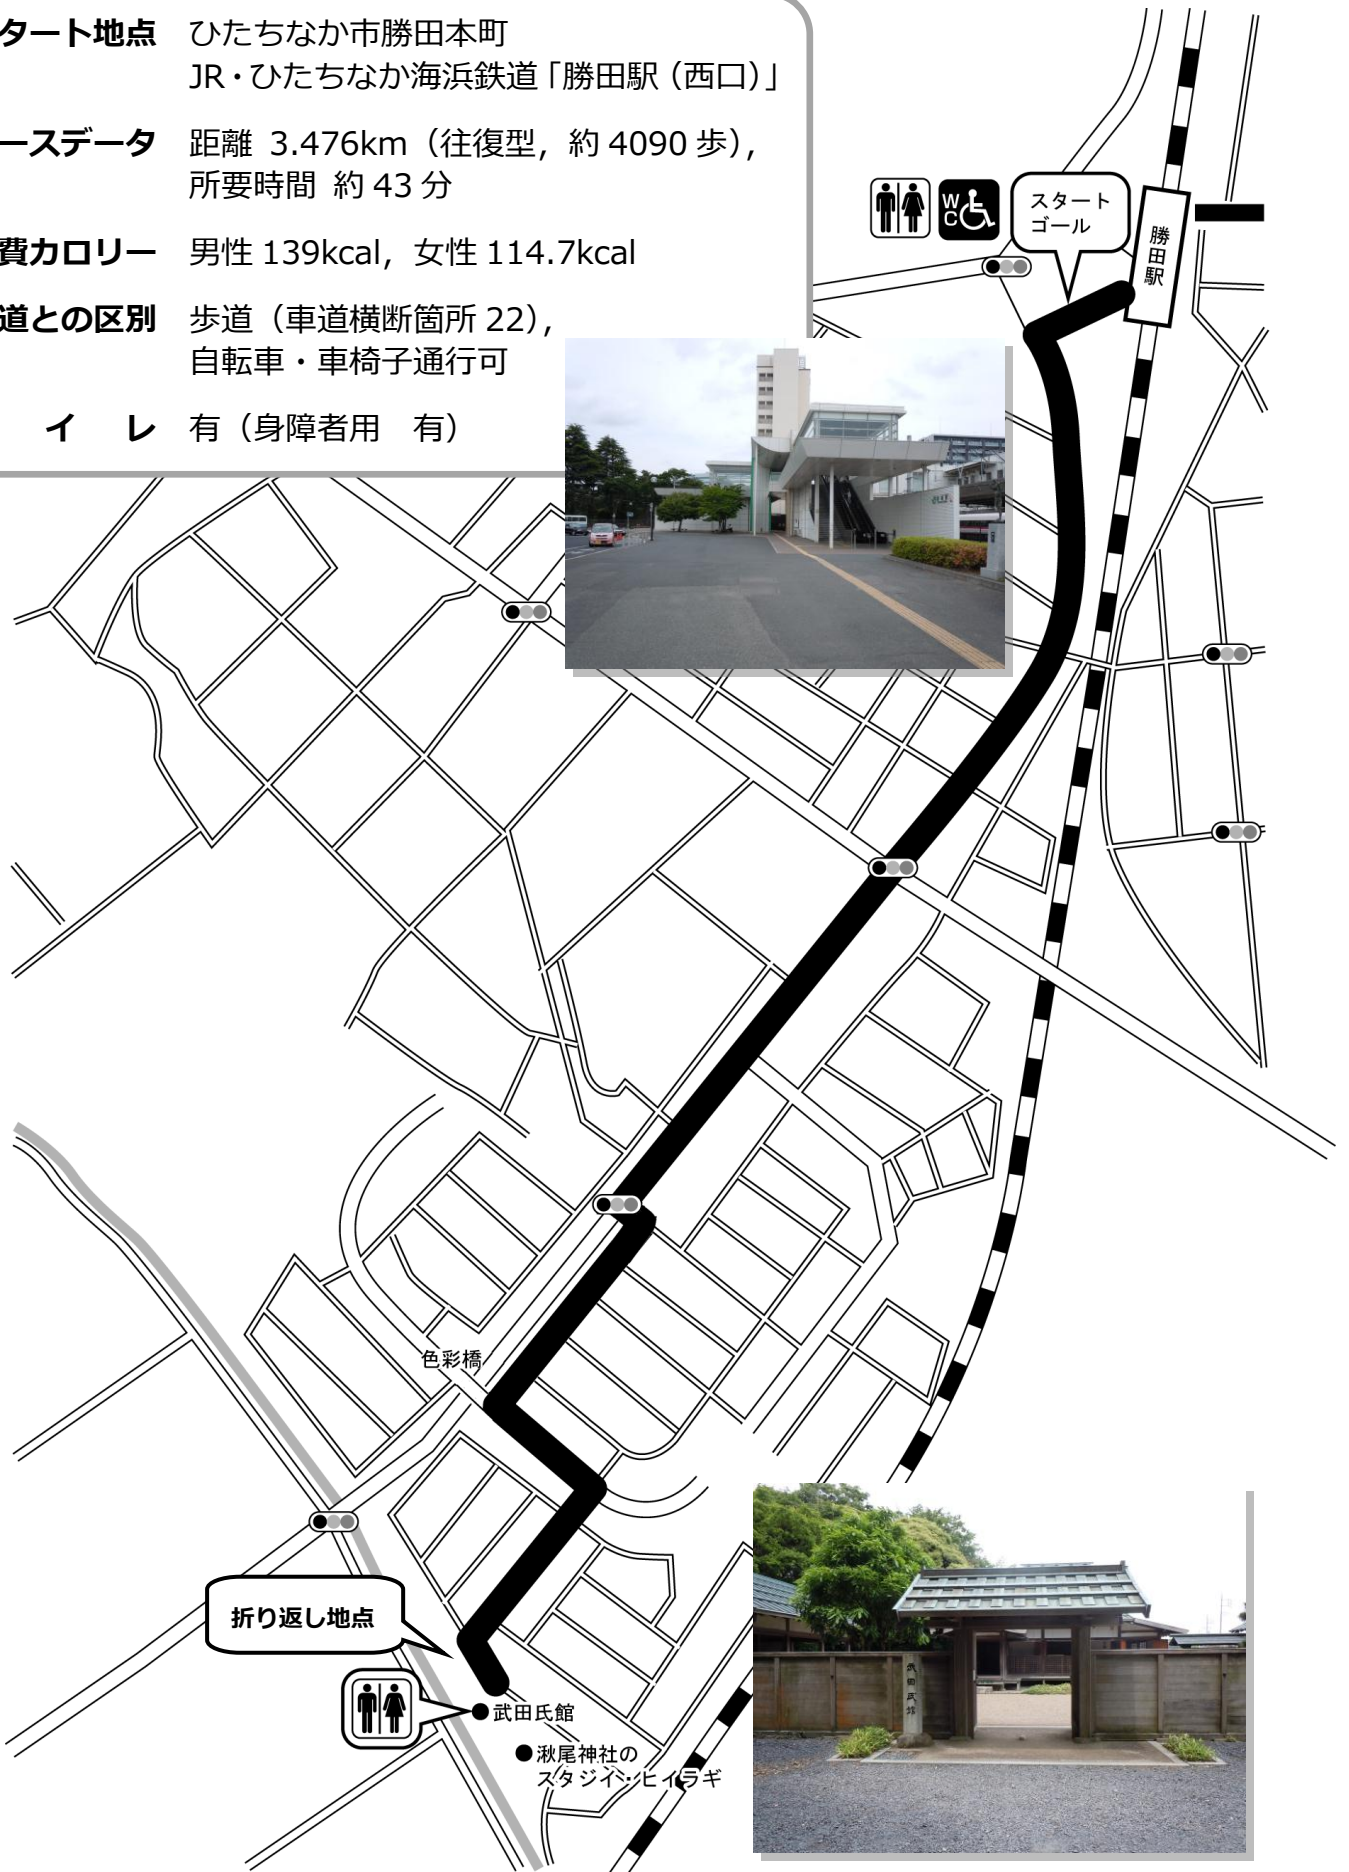 タート地点 ひたちなか市勝田本町
JR・ひたちなか海浜鉄道「勝田駅（西口）」
ースデータ 距離 3.476km（往復型，約 4090 歩），
所要時間 約 43 分
費カロリー 男性 139kcal，女性 114.7kcal
道との区別 歩道（車道横断箇所 22），
自転車・車椅子通行可
イ レ 有（身障者用 有）
WC
スタート
ゴール
勝田駅
色彩橋
折り返し地点
武田氏館
湫尾神社の
スタジイ・ヒイラギ
武田氏館